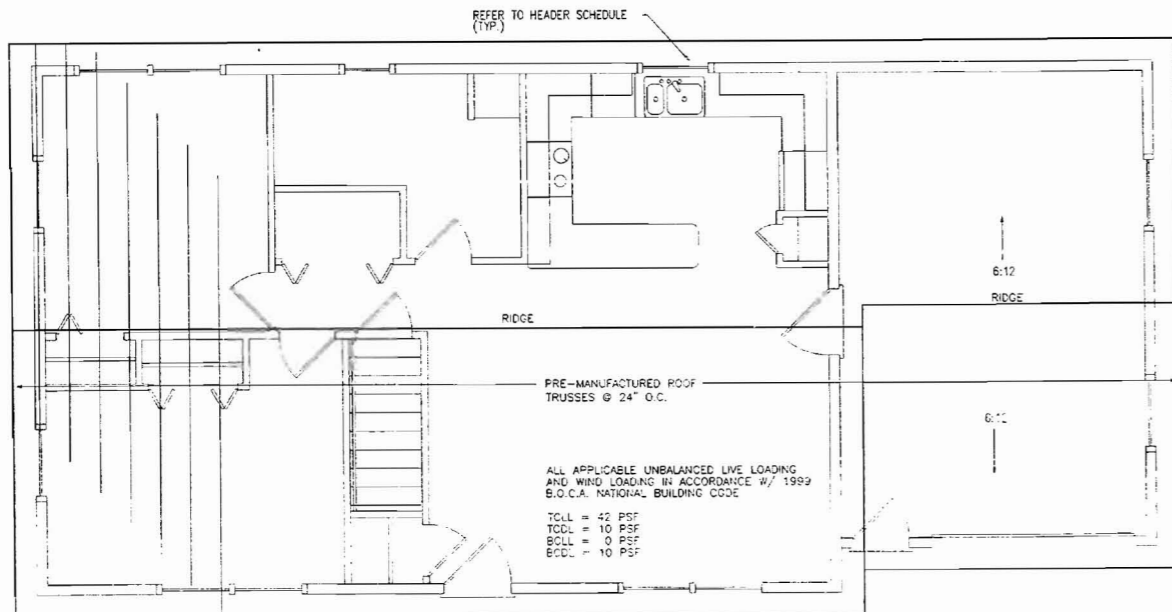 REFER TO HEADER SCHEDULE
(TYP.)
6:12
RIDGE
RIDGE
PRE-MANUFACTURED ROOF
TRUSSES @ 24" O.C.
6:12
ALL APPLICABLE UNBALANCED LIVE LOADING
AND WIND LOADING IN ACCORDANCE W/ 1999
B.O.C.A. NATIONAL BUILDING CODE
TCLL = 42 PSF
TCDL = 10 PSF
BCLL = 0 PSF
BCDL = 10 PSF